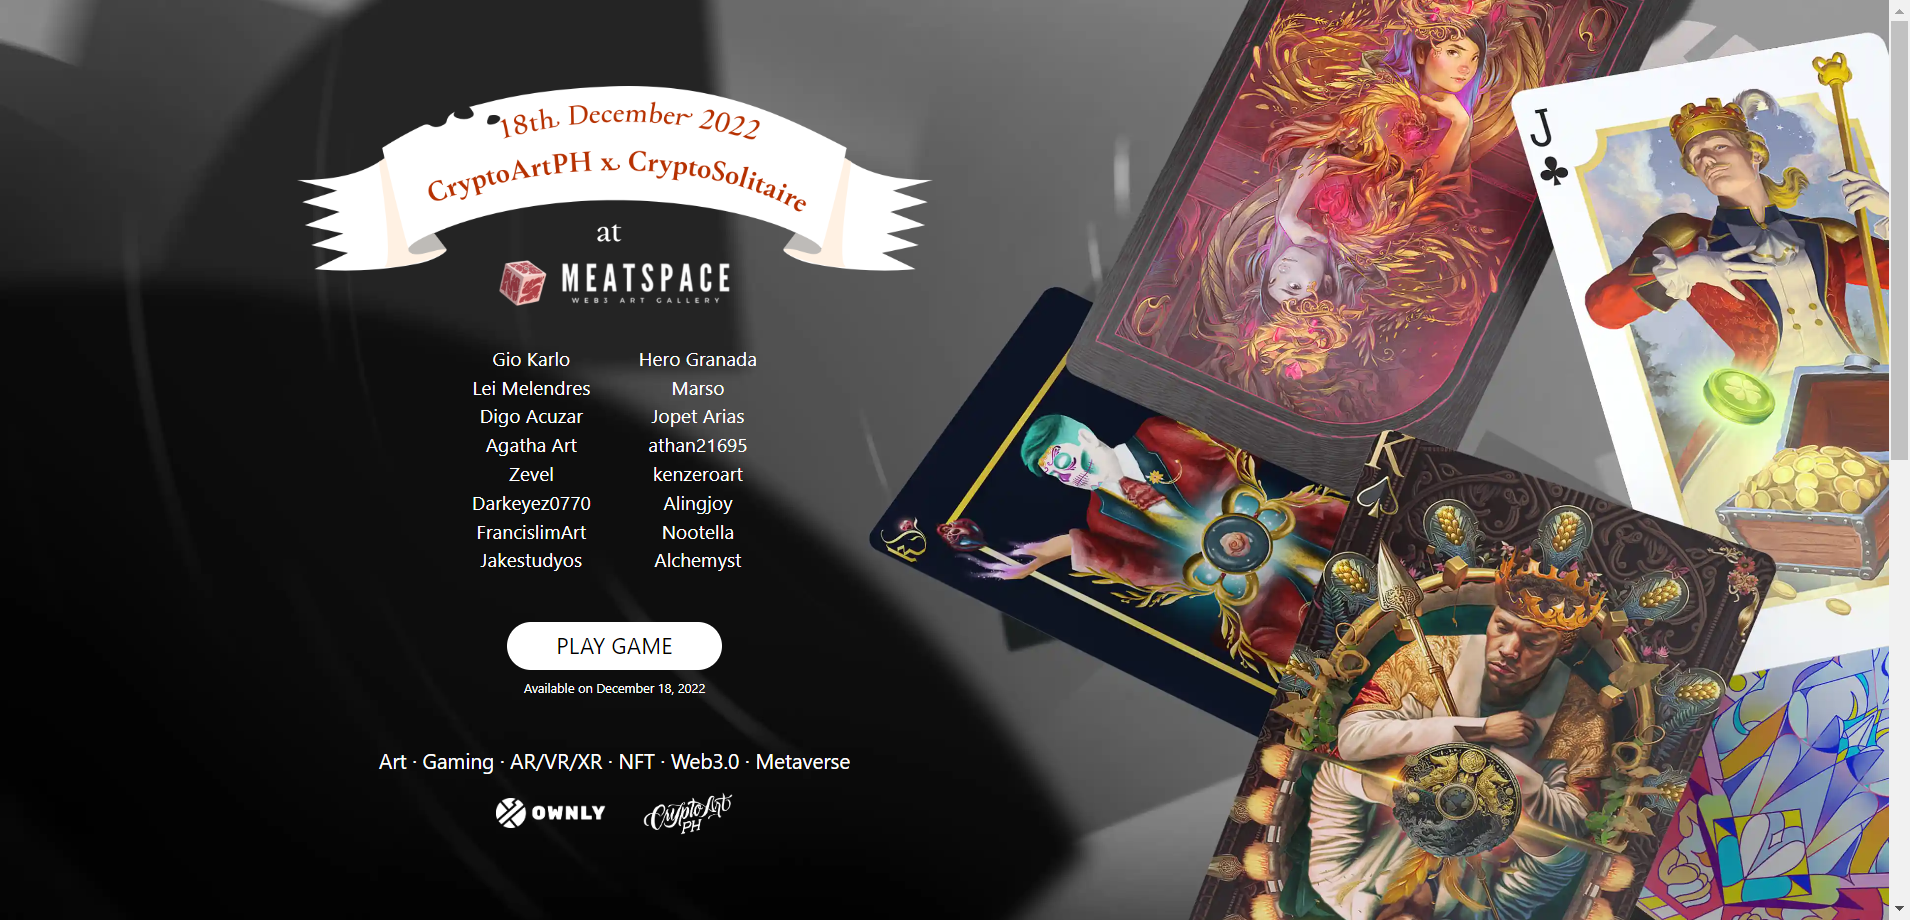 18th December 2022
CryptoArtPH x CryptoSolitaire
at
MEATSPACE
WEB3 ART GALLERY
Gio Karlo
Lei Melendres
Digo Acuzar
Agatha Art
Zevel
Darkeyez0770
FrancislimArt
Jakestudyos
Hero Granada
Marso
Jopet Arias
athan21695
kenzeroart
Alingjoy
Nootella
Alchemyst
PLAY GAME
Available on December 18, 2022
Art · Gaming · AR/VR/XR · NFT · Web3.0 · Metaverse
OWNLY
CryptoArt
PH
Q
J
K
K
Q